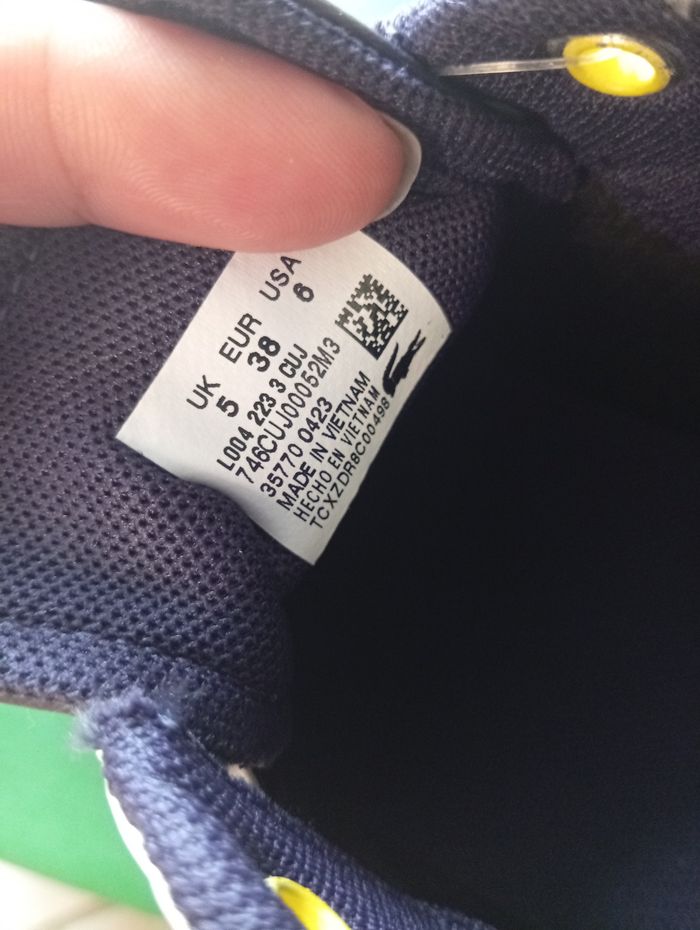 UK EUR USA
5 38 6
L004 223 3 CUJ
746CUJ00052M3
35770 0423
MADE IN VIETNAM
HECHO EN VIETNAM
TCXZDR8C00498